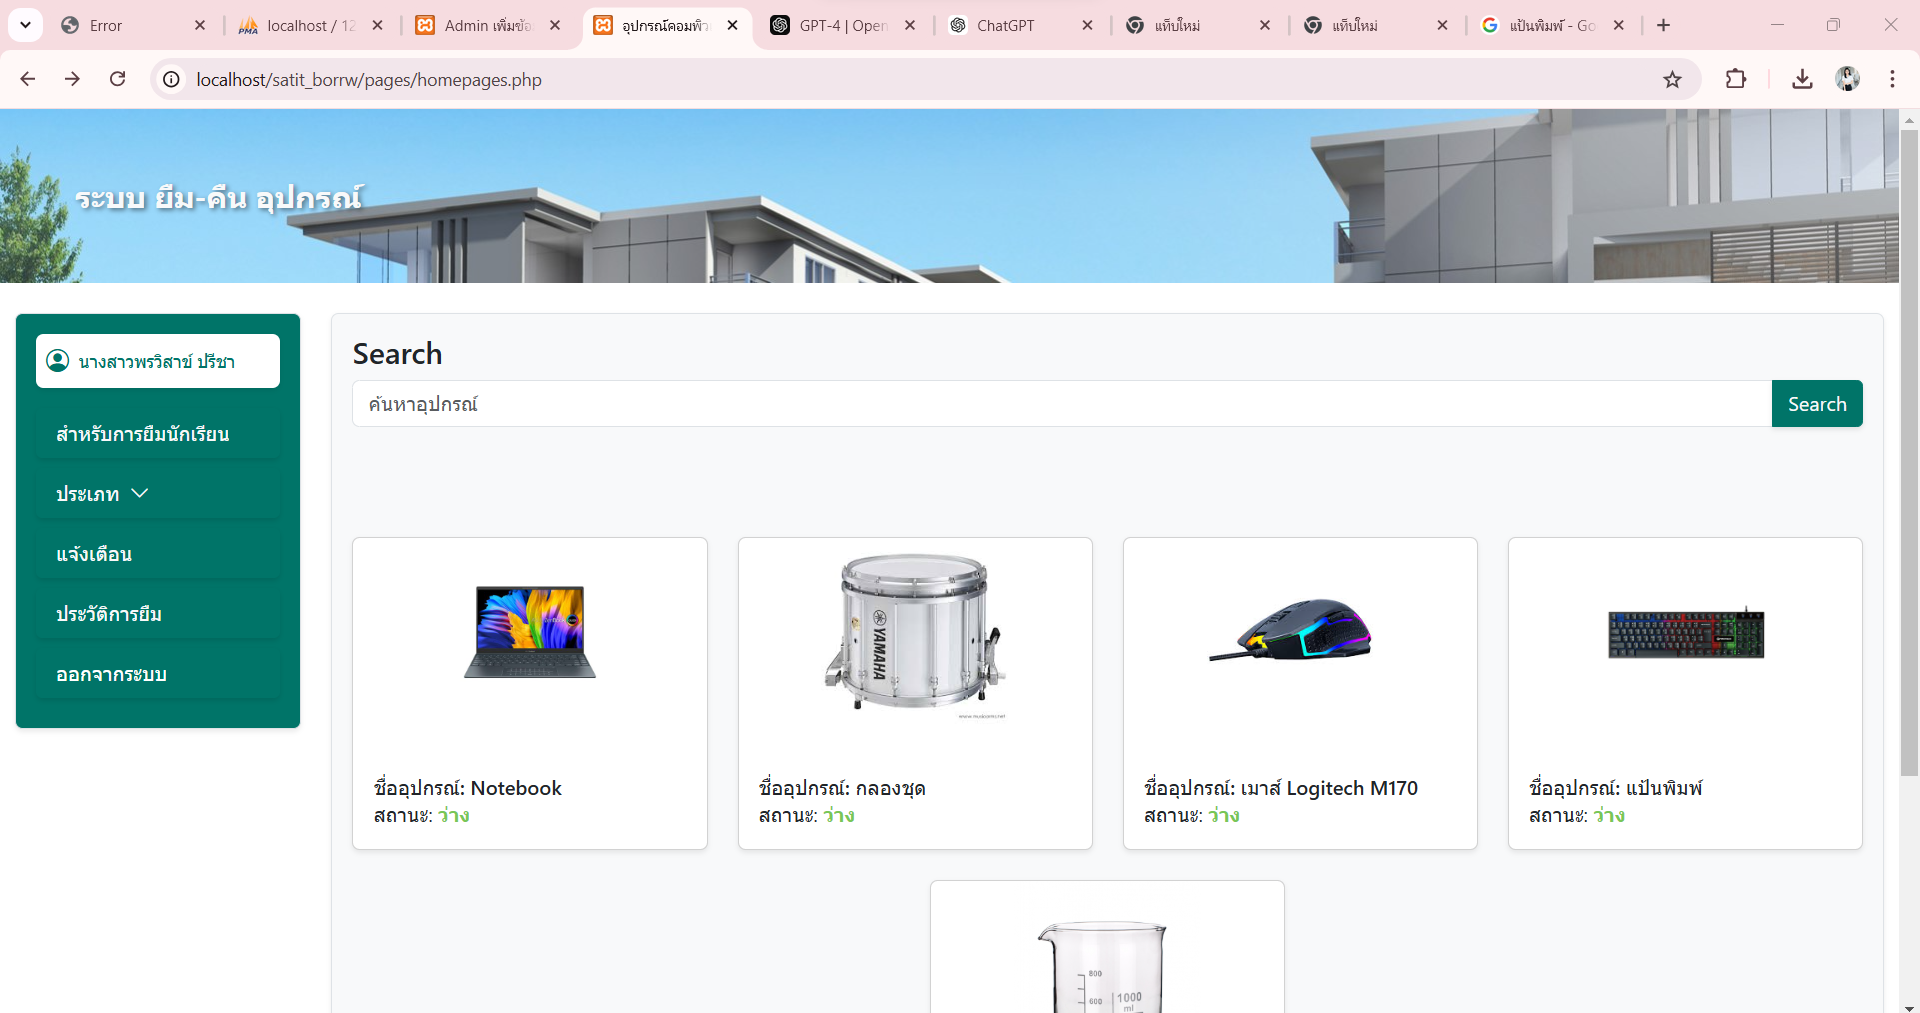 Error
localhost / 12
Admin เพิ่มข้อ
อุปกรณ์คอมพิว
GPT-4 | Open
ChatGPT
แท็บใหม่
แท็บใหม่
แป้นพิมพ์ - Go
localhost/satit_borrw/pages/homepages.php
ระบบ ยืม-คืน อุปกรณ์
นางสาวพรวิสาข์ ปรีชา
สำหรับการยืมนักเรียน
ประเภท
แจ้งเตือน
ประวัติการยืม
ออกจากระบบ
Search
ค้นหาอุปกรณ์
Search
YAMAHA
www.musicarms.net
ชื่ออุปกรณ์: Notebook
สถานะ: ว่าง
ชื่ออุปกรณ์: กลองชุด
สถานะ: ว่าง
ชื่ออุปกรณ์: เมาส์ Logitech M170
สถานะ: ว่าง
ชื่ออุปกรณ์: แป้นพิมพ์
สถานะ: ว่าง
800
600
1000
ml